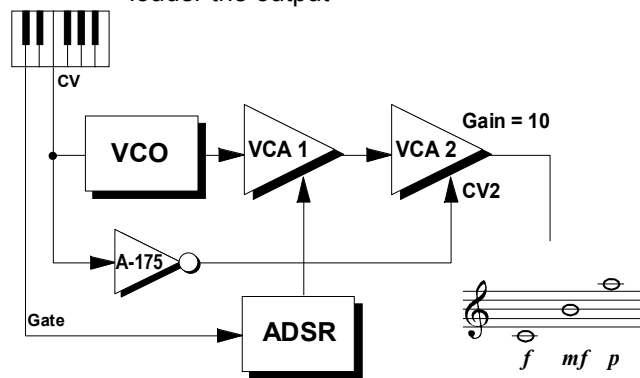 louder the output
CV
Gain = 10
VCO
VCA 1
VCA 2
CV2
A-175
Gate
ADSR
f mf p